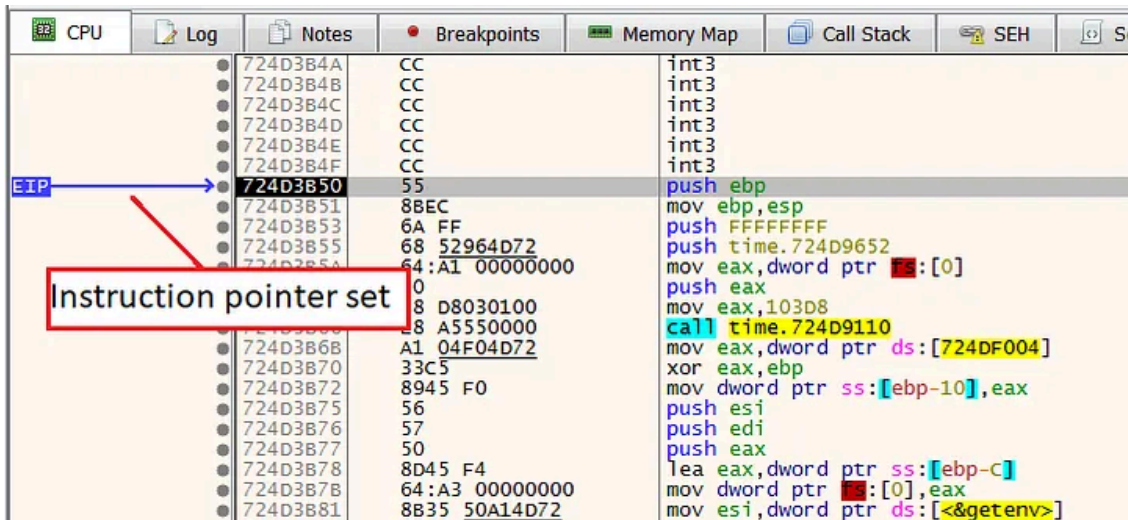 CPU Log Notes Breakpoints Memory Map Call Stack SEH
724D3B4A CC int3
724D3B4B CC int3
724D3B4C CC int3
724D3B4D CC int3
724D3B4E CC int3
724D3B4F CC int3
EIP 724D3B50 55 push ebp
724D3B51 8BEC mov ebp,esp
724D3B53 6A FF push FFFFFFFF
724D3B55 68 52964D72 push time.724D9652
724D3B5A 64:A1 00000000 mov eax,dword ptr fs:[0]
push eax
Instruction pointer set
D8030100 mov eax,103D8
A5550000 call time.724D9110
724D3B6B A1 04F04D72 mov eax,dword ptr ds:[724DF004]
724D3B70 33C5 xor eax,ebp
724D3B72 8945 F0 mov dword ptr ss:[ebp-10],eax
724D3B75 56 push esi
724D3B76 57 push edi
724D3B77 50 push eax
724D3B78 8D45 F4 lea eax,dword ptr ss:[ebp-C]
724D3B7B 64:A3 00000000 mov dword ptr fs:[0],eax
724D3B81 8B35 50A14D72 mov esi,dword ptr ds:[<&getenv>]